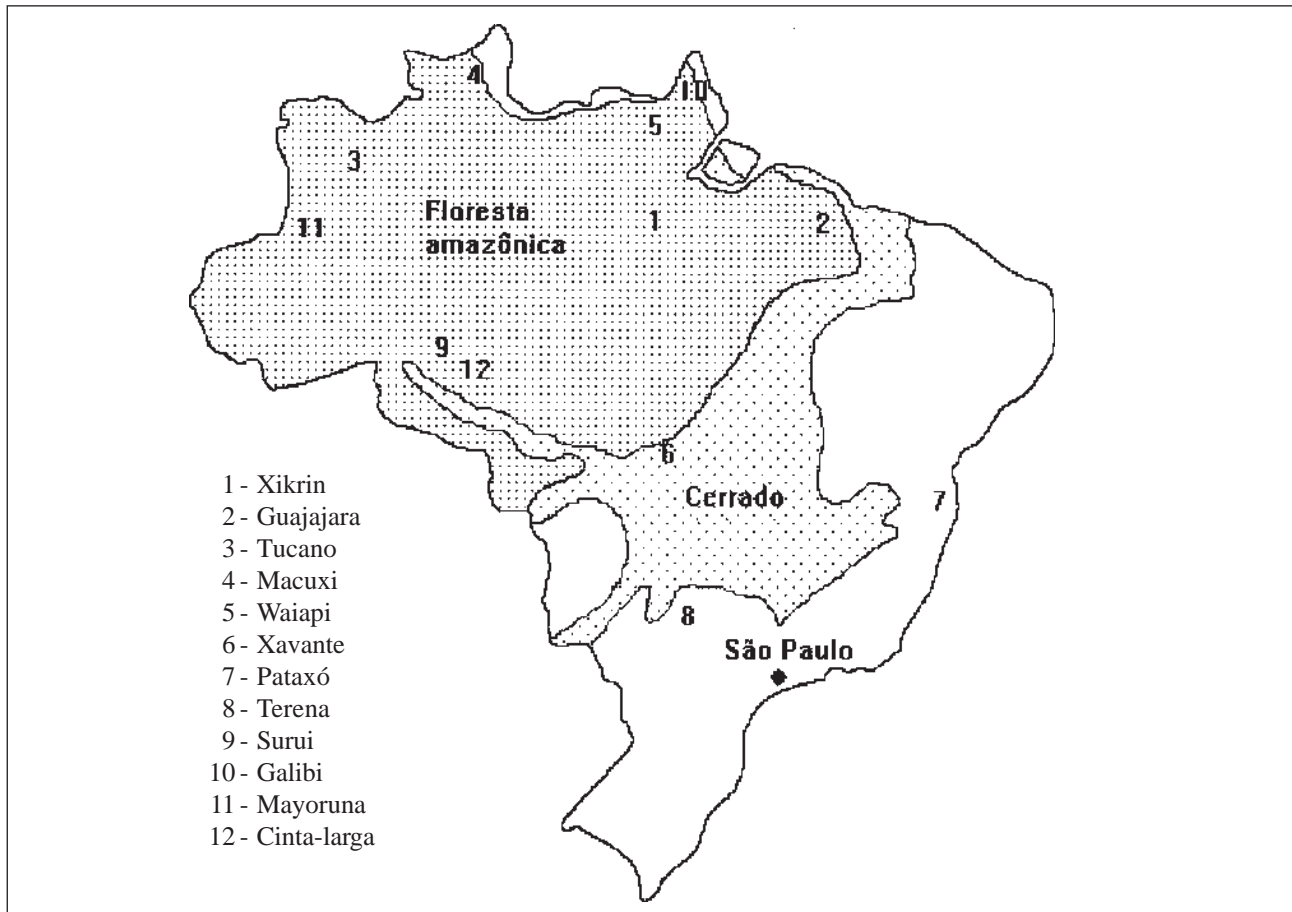 4
10
5
3
Floresta
amazônica
1
2
11
9
12
6
Cerrado
7
8
São Paulo
1 - Xikrin
2 - Guajajara
3 - Tucano
4 - Macuxi
5 - Waiapi
6 - Xavante
7 - Pataxó
8 - Terena
9 - Surui
10 - Galibi
11 - Mayoruna
12 - Cinta-larga